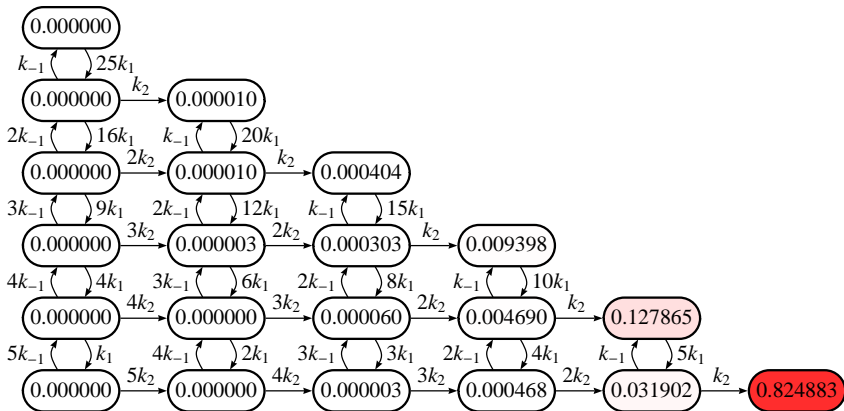 0.000000
k₋₁ 25k₁
k₂
0.000000 0.000010
2k₋₁ 16k₁ k₋₁ 20k₁
2k₂ k₂
0.000000 0.000010 0.000404
3k₋₁ 9k₁ 2k₋₁ 12k₁ k₋₁ 15k₁
3k₂ 2k₂ k₂
0.000000 0.000003 0.000303 0.009398
4k₋₁ 4k₁ 3k₋₁ 6k₁ 2k₋₁ 8k₁ k₋₁ 10k₁
4k₂ 3k₂ 2k₂ k₂
0.000000 0.000000 0.000060 0.004690 0.127865
5k₋₁ k₁ 4k₋₁ 2k₁ 3k₋₁ 3k₁ 2k₋₁ 4k₁ k₋₁ 5k₁
5k₂ 4k₂ 3k₂ 2k₂ k₂
0.000000 0.000000 0.000003 0.000468 0.031902 0.824883